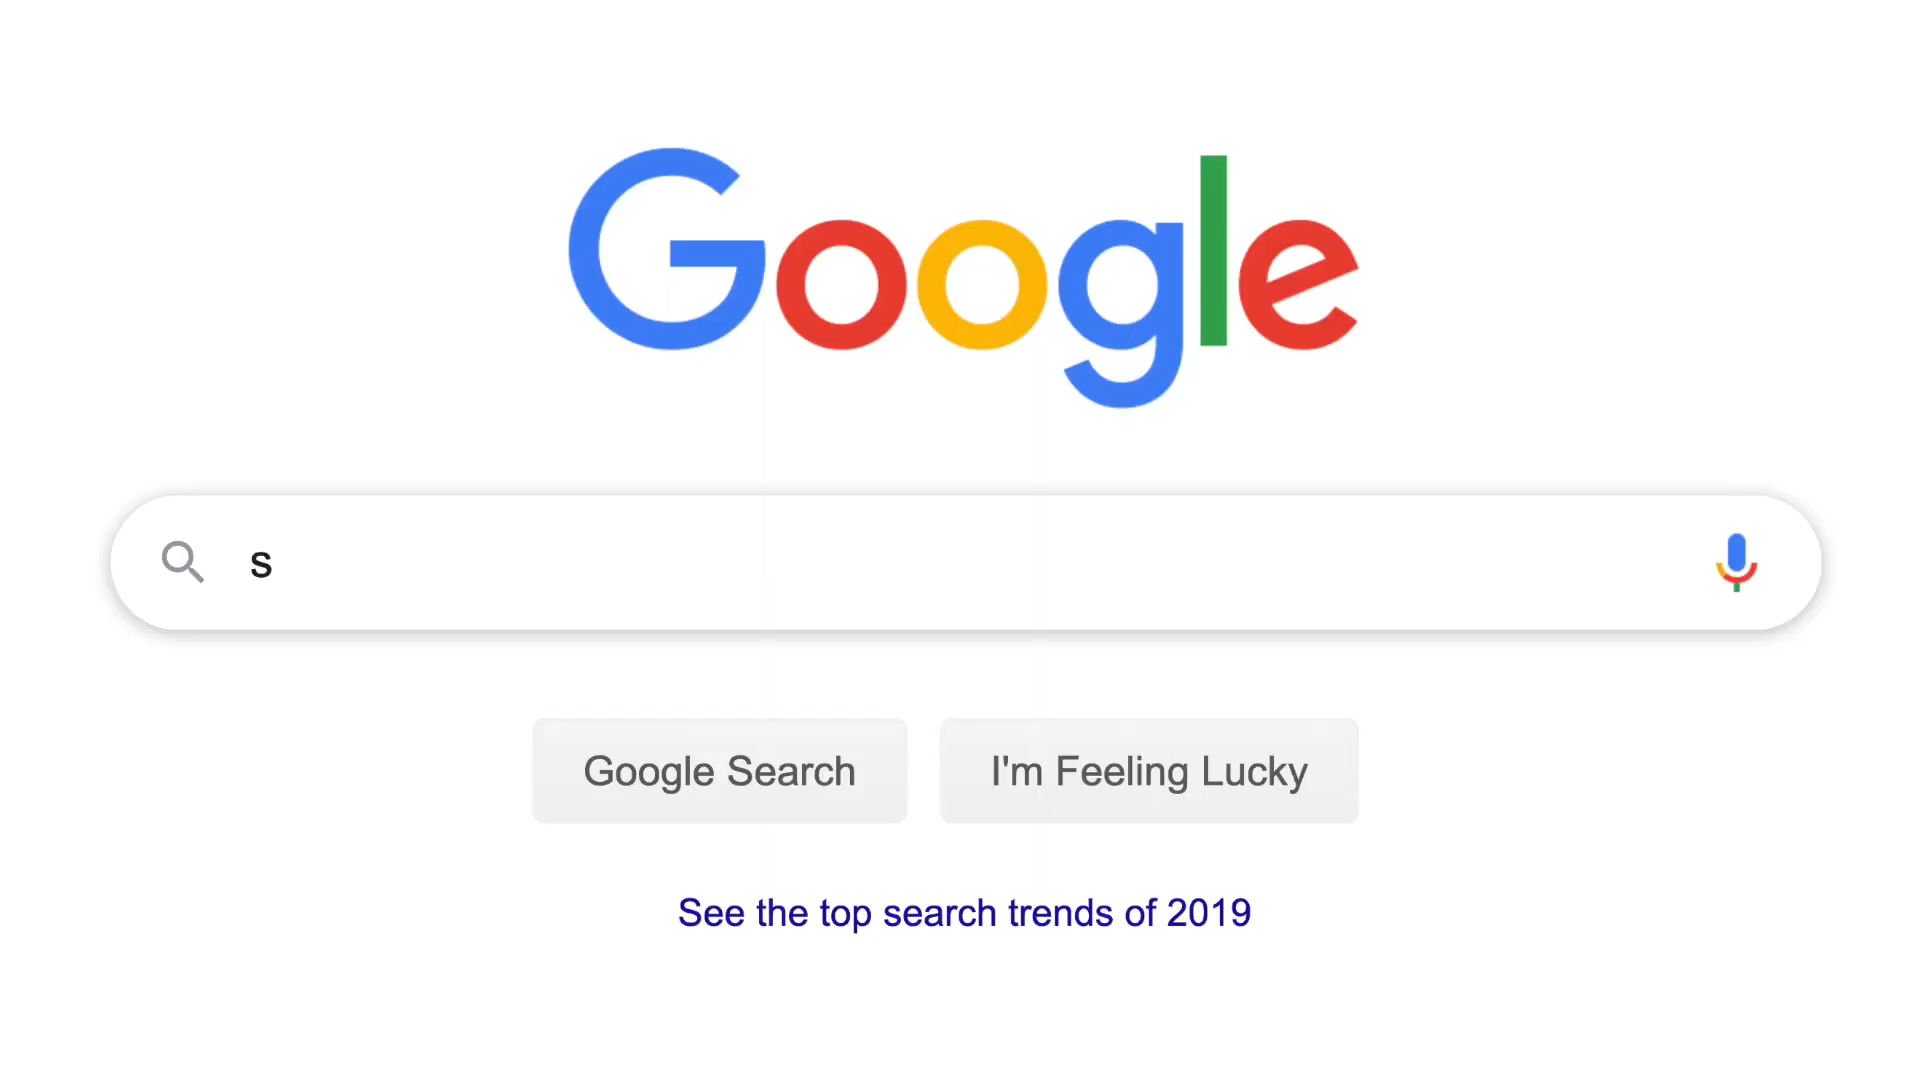 Google
s
Google Search
I'm Feeling Lucky
See the top search trends of 2019